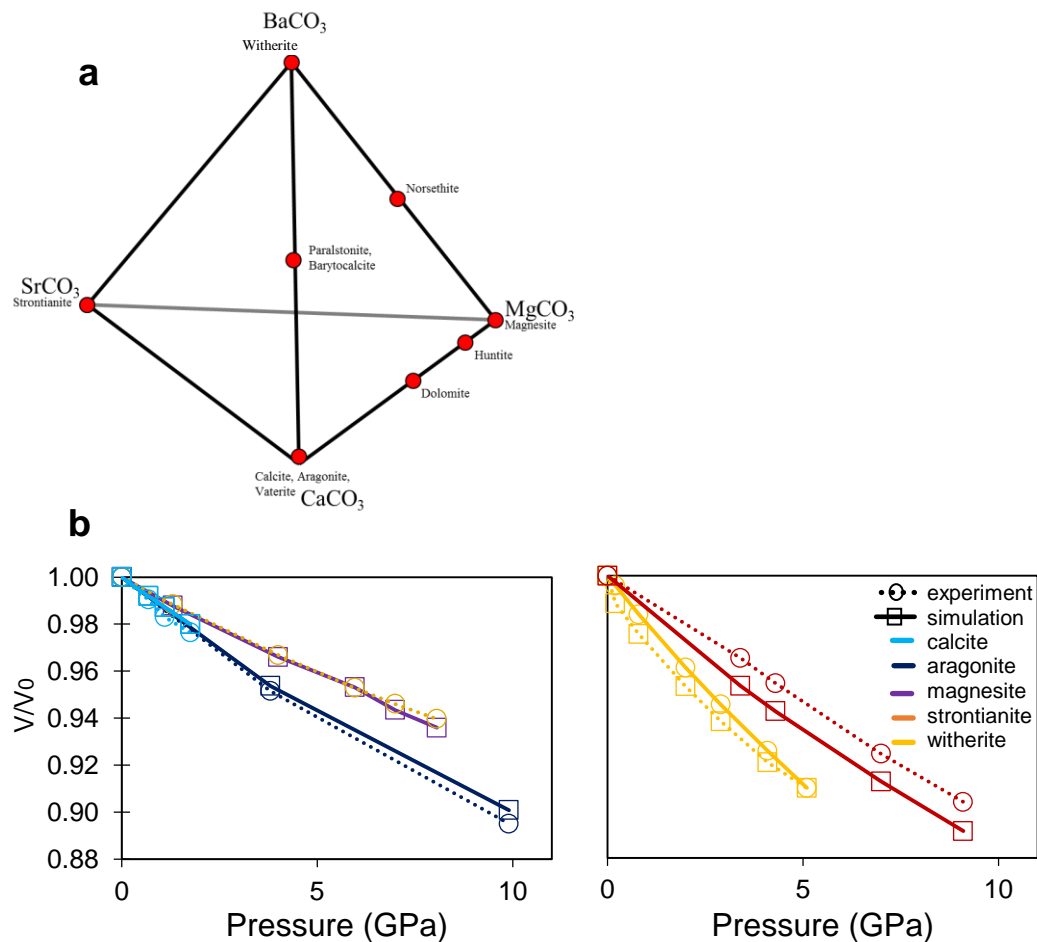 a
BaCO3
Witherite
Norsethite
Paralstonite,
Barytocalcite
SrCO3
Strontianite
MgCO3
Magnesite
Huntite
Dolomite
Calcite, Aragonite,
Vaterite
CaCO3
b
1.00
0.98
0.96
0.94
0.92
0.90
0.88
V/V0
0
5
10
Pressure (GPa)
experiment
simulation
calcite
aragonite
magnesite
strontianite
witherite
0
5
10
Pressure (GPa)